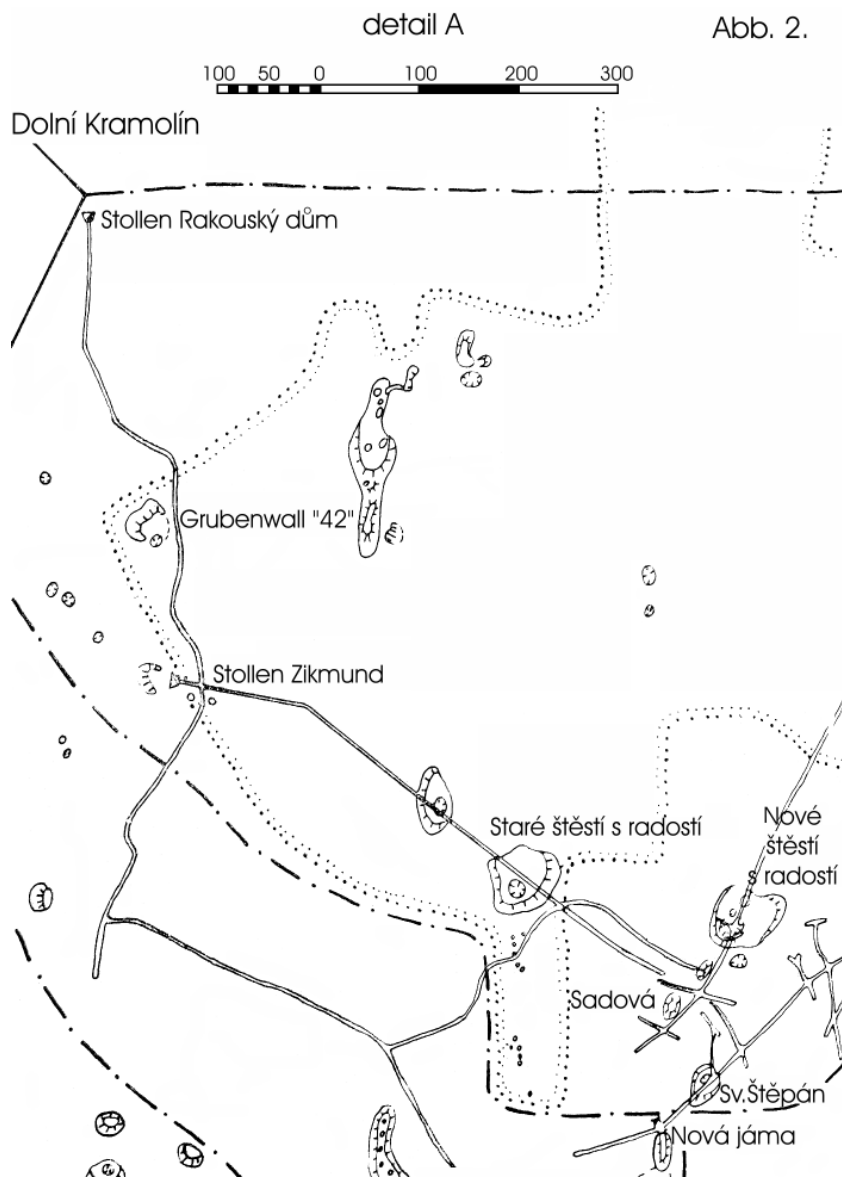 detail A
Abb. 2.
100 50 0 100 200 300
Dolní Kramolín
Stollen Rakouský dům
Grubenwall "42"
Stollen Zikmund
Staré štěstí s radostí
Nové
štěstí
s radostí
Sadová
Sv.Štěpán
Nová jáma